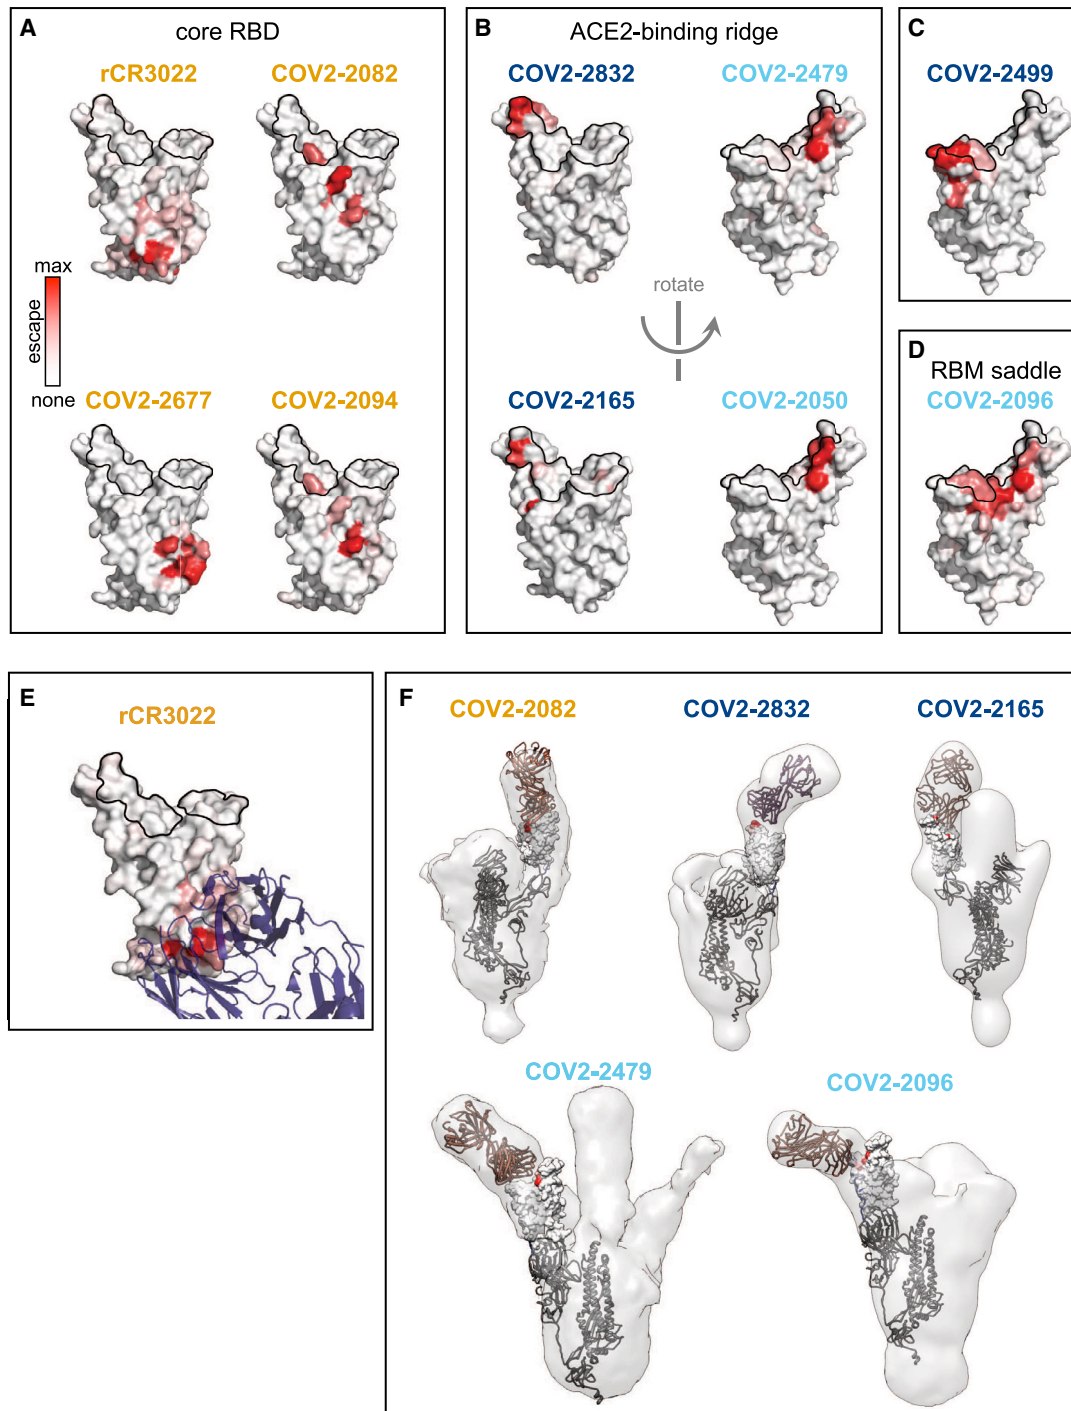 A
core RBD
rCR3022
COV2-2082
max
escape
none
COV2-2677
COV2-2094
B
ACE2-binding ridge
COV2-2832
COV2-2479
rotate
COV2-2165
COV2-2050
C
COV2-2499
D
RBM saddle
COV2-2096
E
rCR3022
F
COV2-2082
COV2-2832
COV2-2165
COV2-2479
COV2-2096